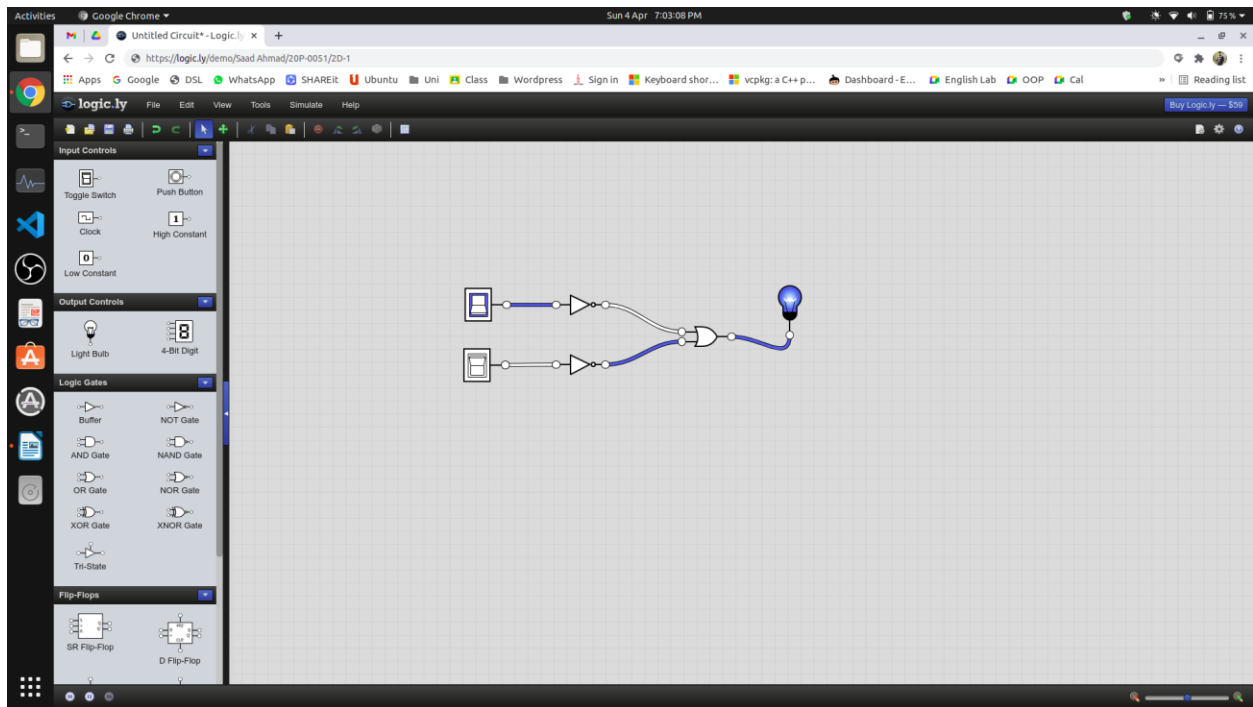 Activities
Google Chrome
Sun 4 Apr 7:03:08 PM
75%
Untitled Circuit* - Logic.ly
https://logic.ly/demo/Saad Ahmad/20P-0051/2D-1
Apps Google DSL WhatsApp SHAREit Ubuntu Uni Class Wordpress Sign in Keyboard shor... vcpkg: a C++ p... Dashboard - E... English Lab OOP Cal » Reading list
logic.ly File Edit View Tools Simulate Help Buy Logic.ly — $59
Input Controls
Toggle Switch Push Button
Clock 1 High Constant
0 Low Constant
Output Controls
8
Light Bulb 4-Bit Digit
Logic Gates
Buffer NOT Gate
AND Gate NAND Gate
OR Gate NOR Gate
XOR Gate XNOR Gate
Tri-State
Flip-Flops
SR Flip-Flop D Flip-Flop